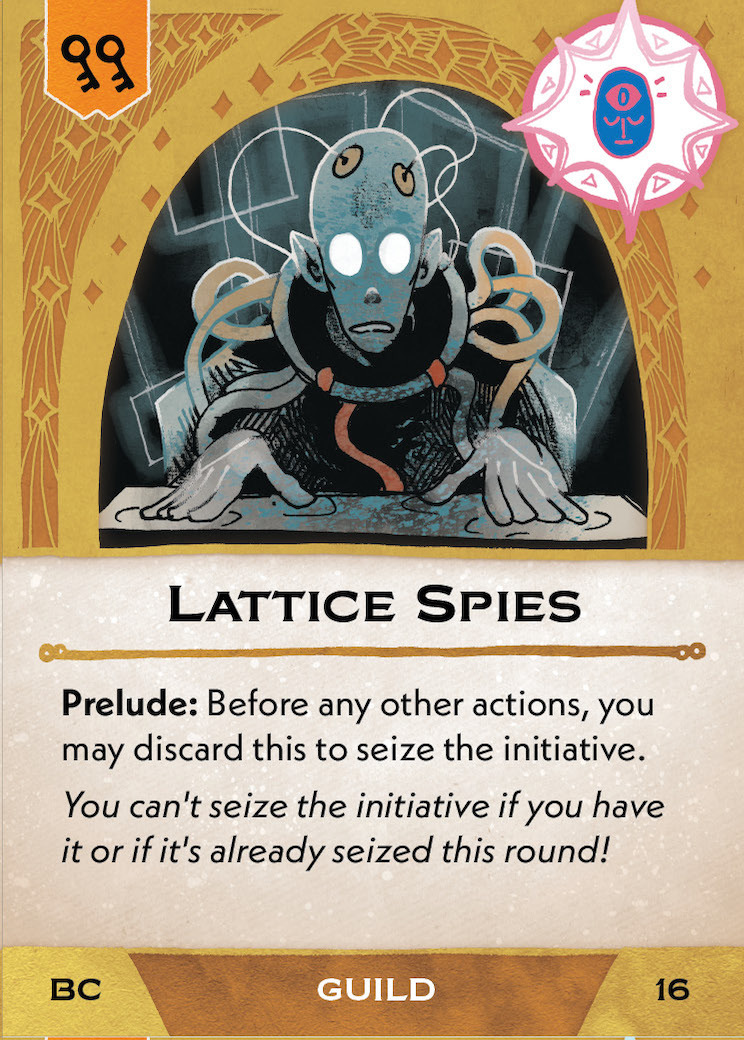 Lattice Spies
Prelude: Before any other actions, you
may discard this to seize the initiative.
You can't seize the initiative if you have
it or if it's already seized this round!
BC GUILD 16